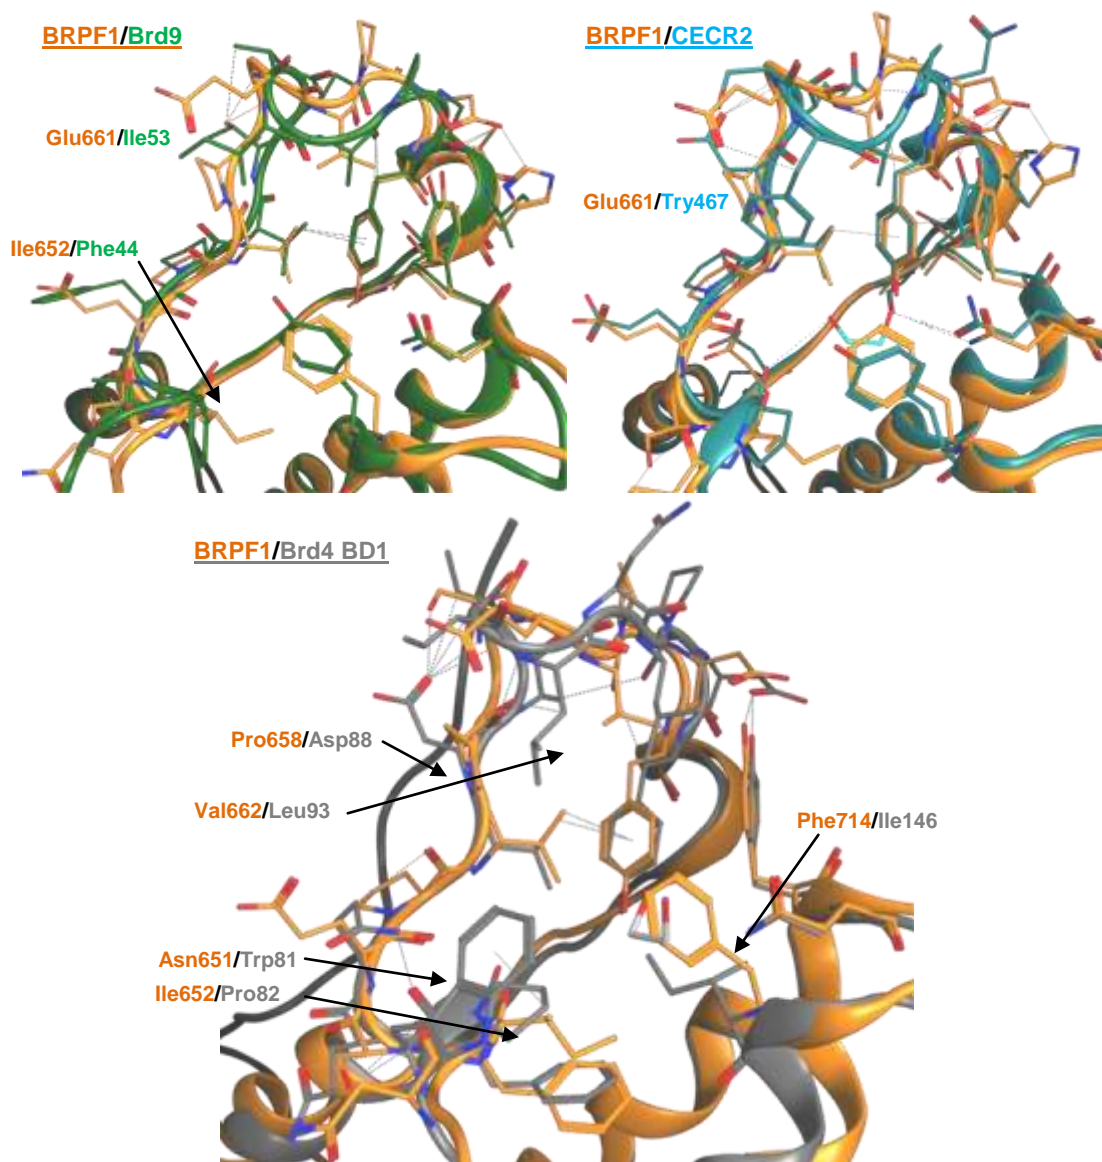 BRPF1/Brd9
BRPF1/CECR2
Glu661/Ile53
Glu661/Try467
Ile652/Phe44
BRPF1/Brd4 BD1
Pro658/Asp88
Val662/Leu93
Phe714/Ile146
Asn651/Trp81
Ile652/Pro82